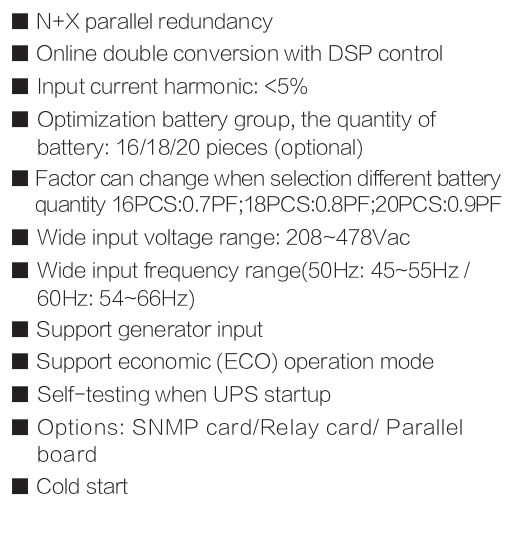 ■ N+X parallel redundancy
■ Online double conversion with DSP control
■ Input current harmonic: <5%
■ Optimization battery group, the quantity of
battery: 16/18/20 pieces (optional)
■ Factor can change when selection different battery
quantity 16PCS:0.7PF;18PCS:0.8PF;20PCS:0.9PF
■ Wide input voltage range: 208~478Vac
■ Wide input frequency range(50Hz: 45~55Hz /
60Hz: 54~66Hz)
■ Support generator input
■ Support economic (ECO) operation mode
■ Self-testing when UPS startup
■ Options: SNMP card/Relay card/ Parallel
board
■ Cold start